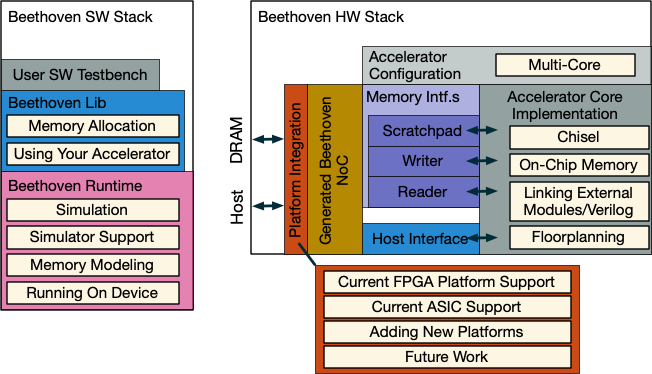 Beethoven SW Stack
User SW Testbench
Beethoven Lib
Memory Allocation
Using Your Accelerator
Beethoven Runtime
Simulation
Simulator Support
Memory Modeling
Running On Device
Beethoven HW Stack
Accelerator
Configuration
Multi-Core
DRAM
Host
Platform Integration
Generated Beethoven
NoC
Memory Intf.s
Scratchpad
Writer
Reader
Host Interface
Accelerator Core
Implementation
Chisel
On-Chip Memory
Linking External
Modules/Verilog
Floorplanning
Current FPGA Platform Support
Current ASIC Support
Adding New Platforms
Future Work